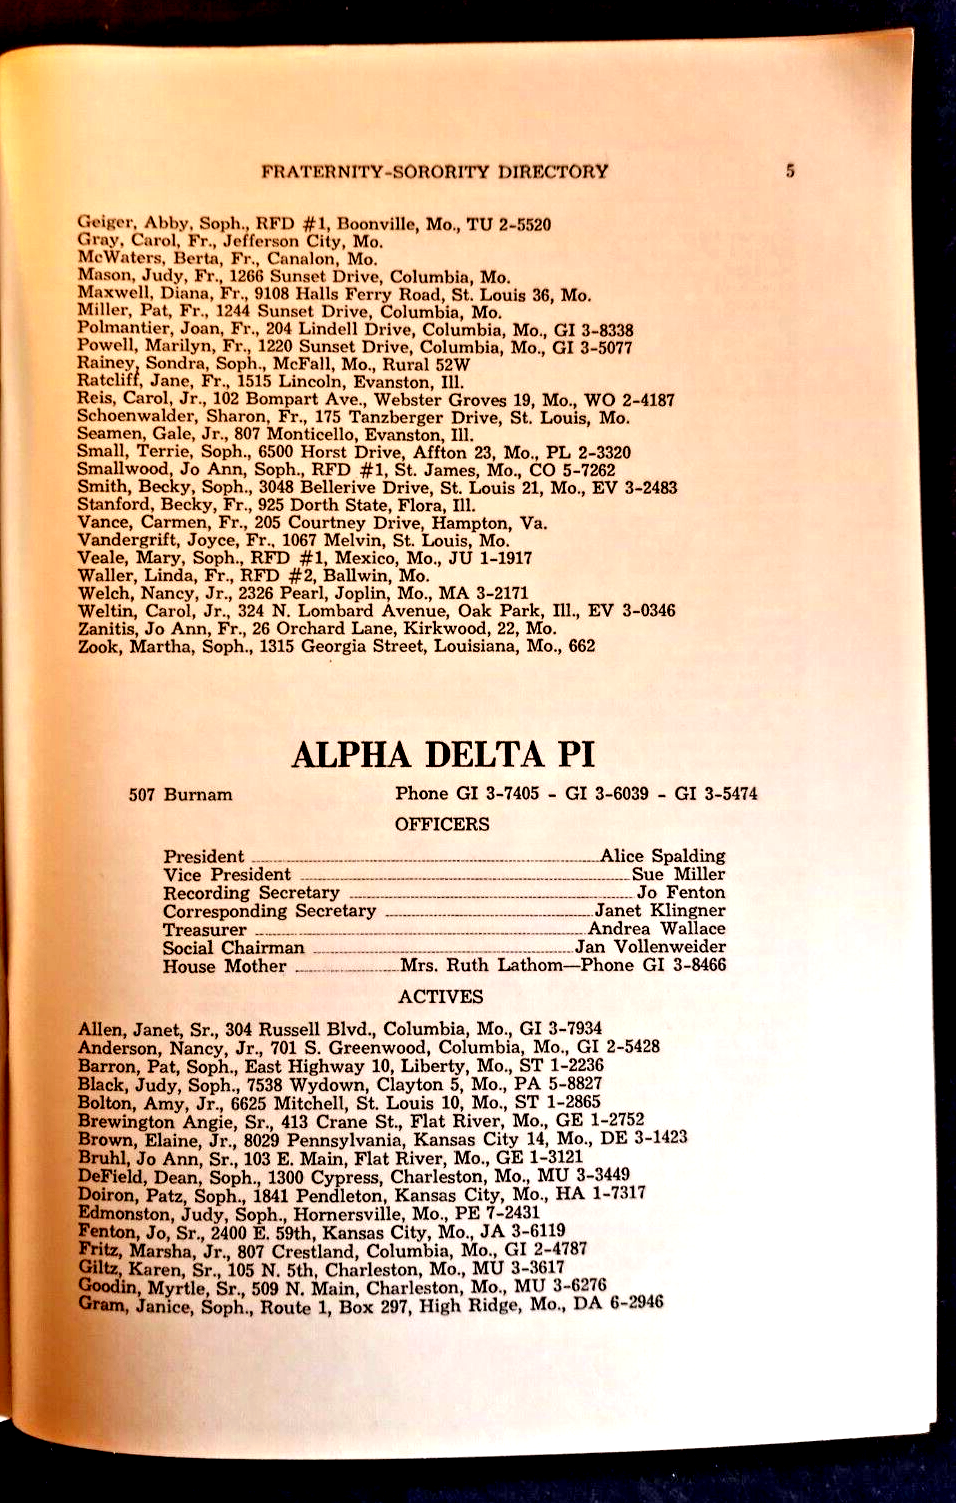 FRATERNITY-SORORITY DIRECTORY 5
Geiger, Abby, Soph., RFD #1, Boonville, Mo., TU 2-5520
Gray, Carol, Fr., Jefferson City, Mo.
McWaters, Berta, Fr., Canalon, Mo.
Mason, Judy, Fr., 1266 Sunset Drive, Columbia, Mo.
Maxwell, Diana, Fr., 9108 Halls Ferry Road, St. Louis 36, Mo.
Miller, Pat, Fr., 1244 Sunset Drive, Columbia, Mo.
Polmantier, Joan, Fr., 204 Lindell Drive, Columbia, Mo., GI 3-8338
Powell, Marilyn, Fr., 1220 Sunset Drive, Columbia, Mo., GI 3-5077
Rainey, Sondra, Soph., McFall, Mo., Rural 52W
Ratcliff, Jane, Fr., 1515 Lincoln, Evanston, Ill.
Reis, Carol, Jr., 102 Bompart Ave., Webster Groves 19, Mo., WO 2-4187
Schoenwalder, Sharon, Fr., 175 Tanzberger Drive, St. Louis, Mo.
Seamen, Gale, Jr., 807 Monticello, Evanston, Ill.
Small, Terrie, Soph., 6500 Horst Drive, Affton 23, Mo., PL 2-3320
Smallwood, Jo Ann, Soph., RFD #1, St. James, Mo., CO 5-7262
Smith, Becky, Soph., 3048 Bellerive Drive, St. Louis 21, Mo., EV 3-2483
Stanford, Becky, Fr., 925 Dorth State, Flora, Ill.
Vance, Carmen, Fr., 205 Courtney Drive, Hampton, Va.
Vandergrift, Joyce, Fr., 1067 Melvin, St. Louis, Mo.
Veale, Mary, Soph., RFD #1, Mexico, Mo., JU 1-1917
Waller, Linda, Fr., RFD #2, Ballwin, Mo.
Welch, Nancy, Jr., 2326 Pearl, Joplin, Mo., MA 3-2171
Weltin, Carol, Jr., 324 N. Lombard Avenue, Oak Park, Ill., EV 3-0346
Zanitis, Jo Ann, Fr., 26 Orchard Lane, Kirkwood, 22, Mo.
Zook, Martha, Soph., 1315 Georgia Street, Louisiana, Mo., 662
ALPHA DELTA PI
507 Burnam Phone GI 3-7405 - GI 3-6039 - GI 3-5474
OFFICERS
President Alice Spalding
Vice President Sue Miller
Recording Secretary Jo Fenton
Corresponding Secretary Janet Klingner
Treasurer Andrea Wallace
Social Chairman Jan Vollenweider
House Mother Mrs. Ruth Lathom—Phone GI 3-8466
ACTIVES
Allen, Janet, Sr., 304 Russell Blvd., Columbia, Mo., GI 3-7934
Anderson, Nancy, Jr., 701 S. Greenwood, Columbia, Mo., GI 2-5428
Barron, Pat, Soph., East Highway 10, Liberty, Mo., ST 1-2236
Black, Judy, Soph., 7538 Wydown, Clayton 5, Mo., PA 5-8827
Bolton, Amy, Jr., 6625 Mitchell, St. Louis 10, Mo., ST 1-2865
Brewington Angie, Sr., 413 Crane St., Flat River, Mo., GE 1-2752
Brown, Elaine, Jr., 8029 Pennsylvania, Kansas City 14, Mo., DE 3-1423
Bruhl, Jo Ann, Sr., 103 E. Main, Flat River, Mo., GE 1-3121
DeField, Dean, Soph., 1300 Cypress, Charleston, Mo., MU 3-3449
Doiron, Patz, Soph., 1841 Pendleton, Kansas City, Mo., HA 1-7317
Edmonston, Judy, Soph., Hornersville, Mo., PE 7-2431
Fenton, Jo, Sr., 2400 E. 59th, Kansas City, Mo., JA 3-6119
Fritz, Marsha, Jr., 807 Crestland, Columbia, Mo., GI 2-4787
Giltz, Karen, Sr., 105 N. 5th, Charleston, Mo., MU 3-3617
Goodin, Myrtle, Sr., 509 N. Main, Charleston, Mo., MU 3-6276
Gram, Janice, Soph., Route 1, Box 297, High Ridge, Mo., DA 6-2946